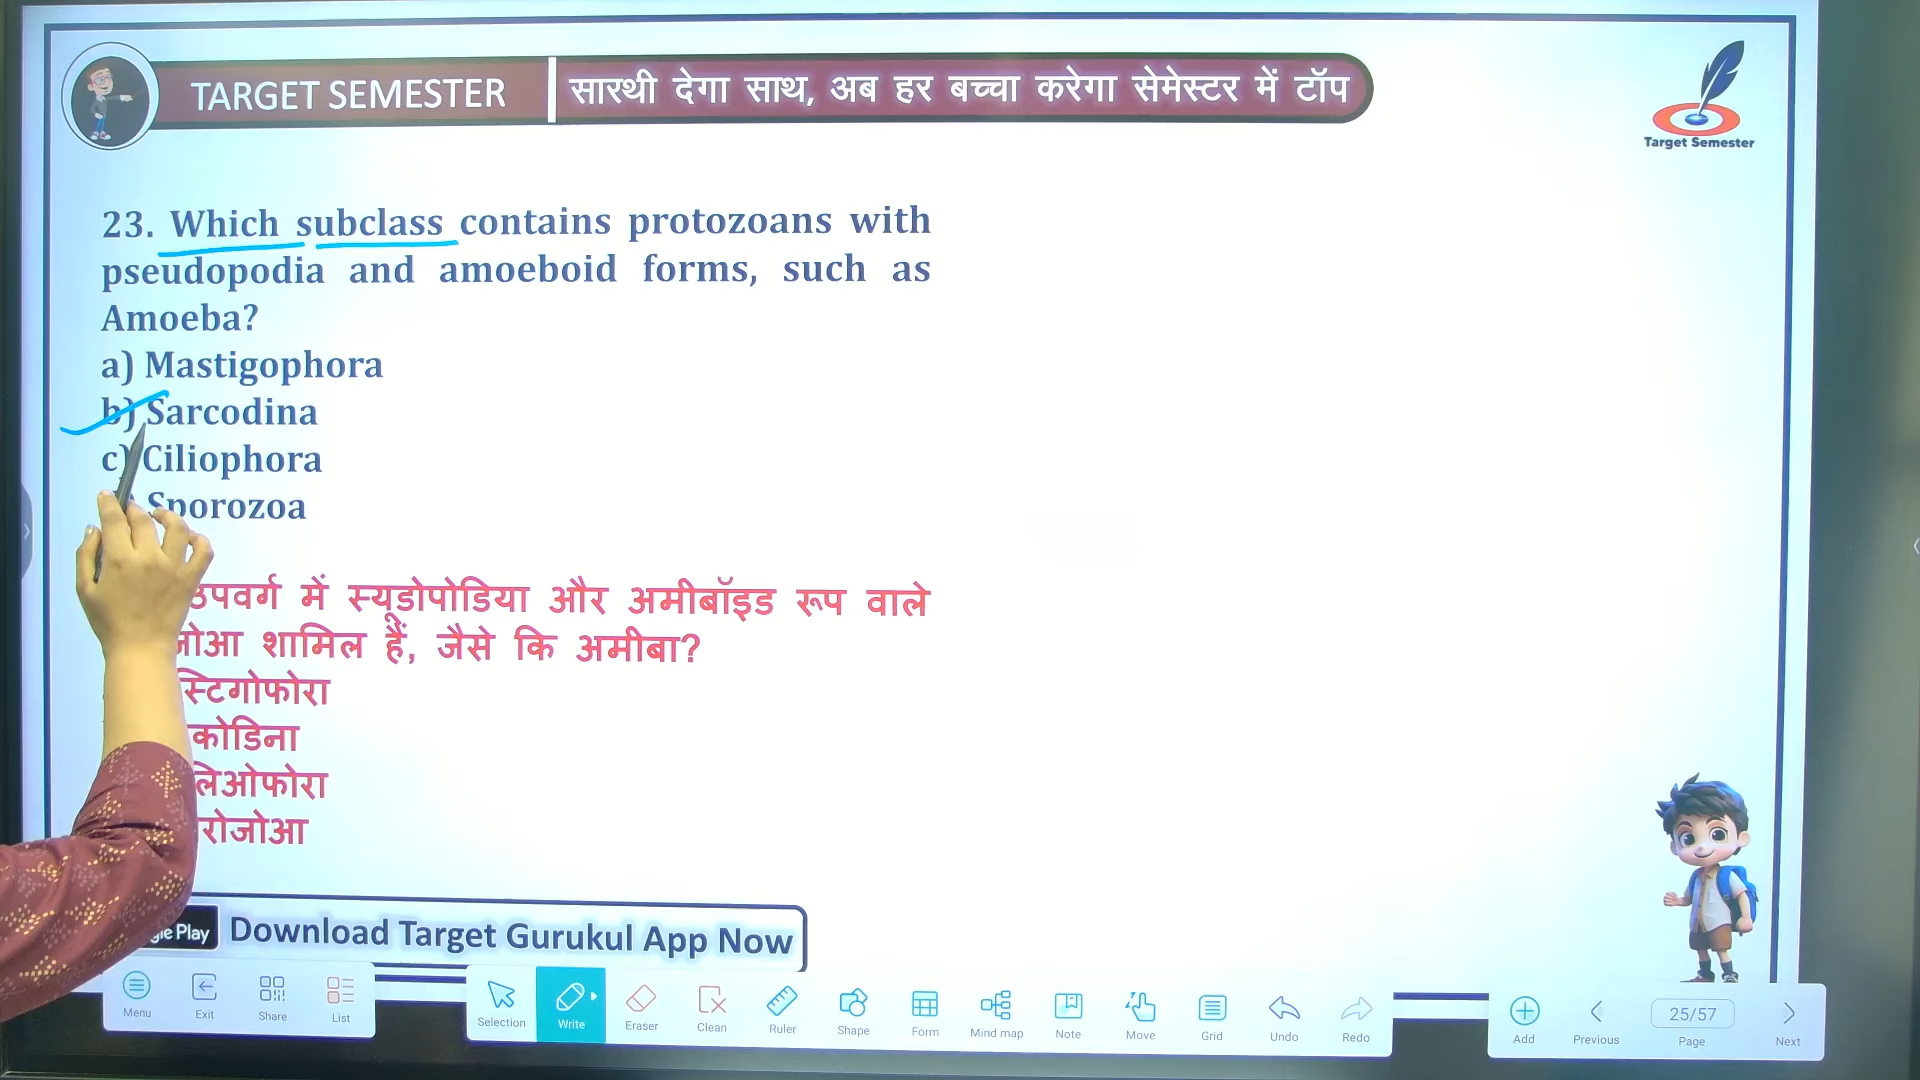 TARGET SEMESTER
सारथी देगा साथ, अब हर बच्चा करेगा सेमेस्टर में टॉप
Target Semester
23. Which subclass contains protozoans with
pseudopodia and amoeboid forms, such as
Amoeba?
a) Mastigophora
b) Sarcodina
c) Ciliophora
Sporozoa
उपवर्ग में स्यूडोपोडिया और अमीबॉइड रूप वाले
शामिल हैं, जैसे कि अमीबा?
Play
Download Target Gurukul App Now
Menu
Exit
Share
List
Selection
Write
Eraser
Clean
Ruler
Shape
Form
Mind map
Note
Move
Grid
Undo
Redo
Add
Previous
25/57
Page
Next